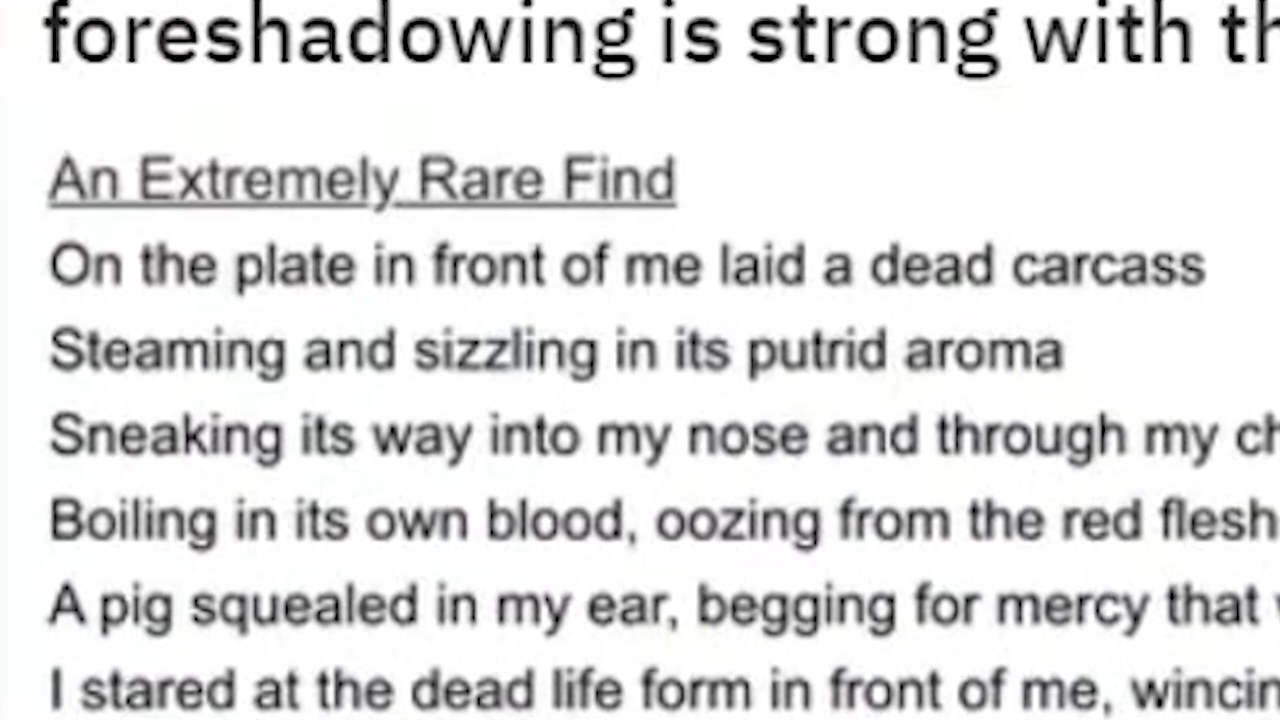 foreshadowing is strong with th
An Extremely Rare Find
On the plate in front of me laid a dead carcass
Steaming and sizzling in its putrid aroma
Sneaking its way into my nose and through my ch
Boiling in its own blood, oozing from the red flesh
A pig squealed in my ear, begging for mercy that
I stared at the dead life form in front of me, wincin